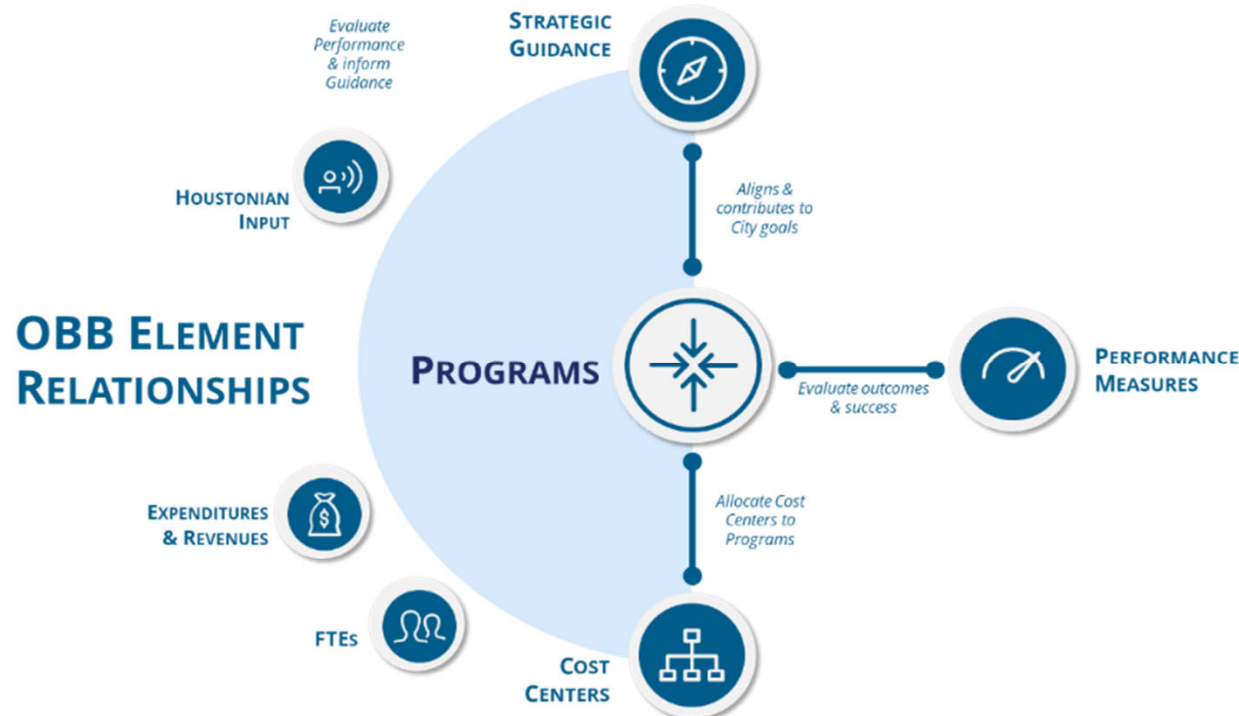 Evaluate
Performance
& inform
Guidance
STRATEGIC
GUIDANCE
HOUSTONIAN
INPUT
Aligns &
contributes to
City goals
OBB ELEMENT
RELATIONSHIPS
PROGRAMS
Evaluate outcomes
& success
PERFORMANCE
MEASURES
EXPENDITURES
& REVENUES
$
Allocate Cost
Centers to
Programs
FTES
COST
CENTERS